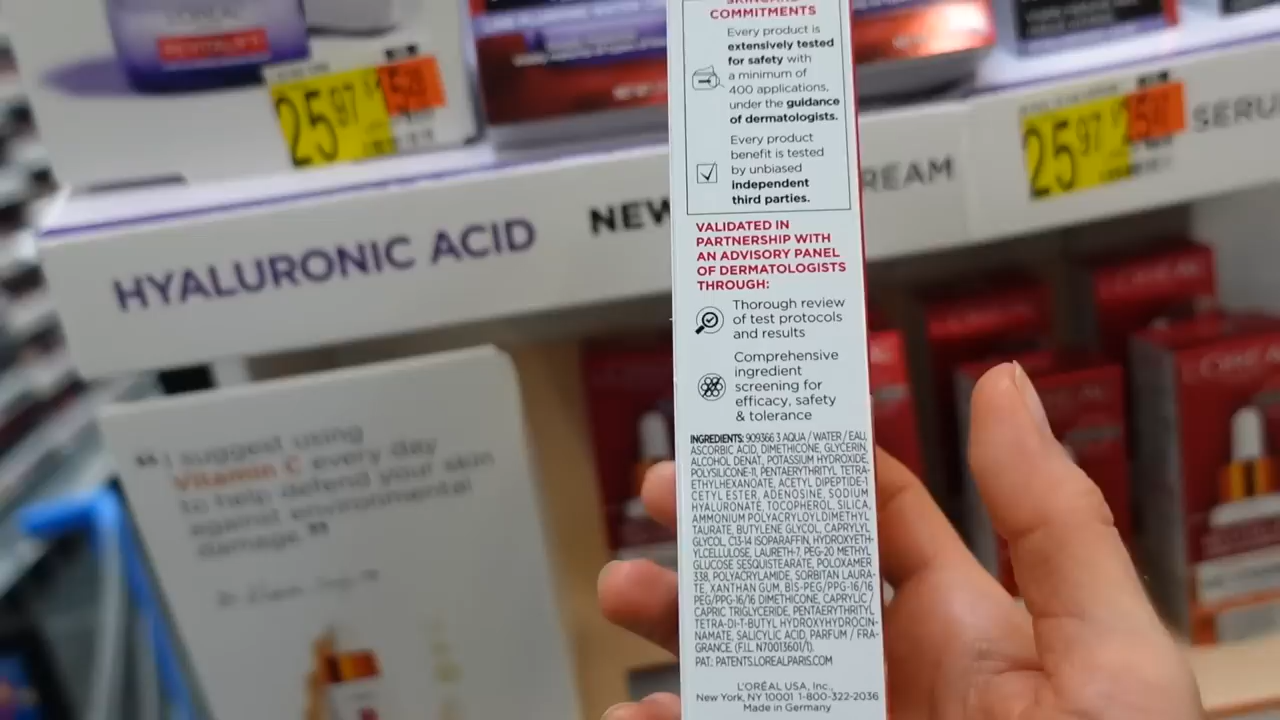 SKINCARE
COMMITMENTS
Every product is
extensively tested
for safety with
a minimum of
400 applications,
under the guidance
of dermatologists.
Every product
benefit is tested
by unbiased
independent
third parties.
VALIDATED IN
PARTNERSHIP WITH
AN ADVISORY PANEL
OF DERMATOLOGISTS
THROUGH:
Thorough review
of test protocols
and results
Comprehensive
ingredient
screening for
efficacy, safety
& tolerance
INGREDIENTS: 909366 3 AQUA / WATER / EAU,
ASCORBIC ACID, DIMETHICONE, GLYCERIN,
ALCOHOL DENAT, POTASSIUM HYDROXIDE,
POLYSILICONE-11, PENTAERYTHRITYL TETRA-
ETHYLHEXANOATE, ACETYL DIPEPTIDE-1
CETYL ESTER, ADENOSINE, SODIUM
HYALURONATE, TOCOPHEROL, SILICA,
AMMONIUM POLYACRYLOYLDIMETHYL
TAURATE, BUTYLENE GLYCOL, CAPRYLYL
GLYCOL, C13-14 ISOPARAFFIN, HYDROXYETH-
YLCELLULOSE, LAURETH-7, PEG-20 METHYL
GLUCOSE SESQUISTEARATE, POLOXAMER
338, POLYACRYLAMIDE, SORBITAN LAURA-
TE, XANTHAN GUM, BIS-PEG/PPG-16/16
PEG/PPG-16/16 DIMETHICONE, CAPRYLIC /
CAPRIC TRIGLYCERIDE, PENTAERYTHRITYL
TETRA-DI-T-BUTYL HYDROXYHYDROCIN-
NAMATE, SALICYLIC ACID, PARFUM / FRA-
GRANCE. (F.I.L. N70013601/1).
PAT: PATENTS.LOREALPARIS.COM
L'ORÉAL USA, Inc.,
New York, NY 10001 1-800-322-2036
Made in Germany
L'ORÉAL
REVITALIFT
25 97
25 97
HYALURONIC ACID
NEW
REAM
SERU
"I suggest using
Vitamin C every day
to help defend your skin
against environmental
damage."
L'OREAL
L'OREAL